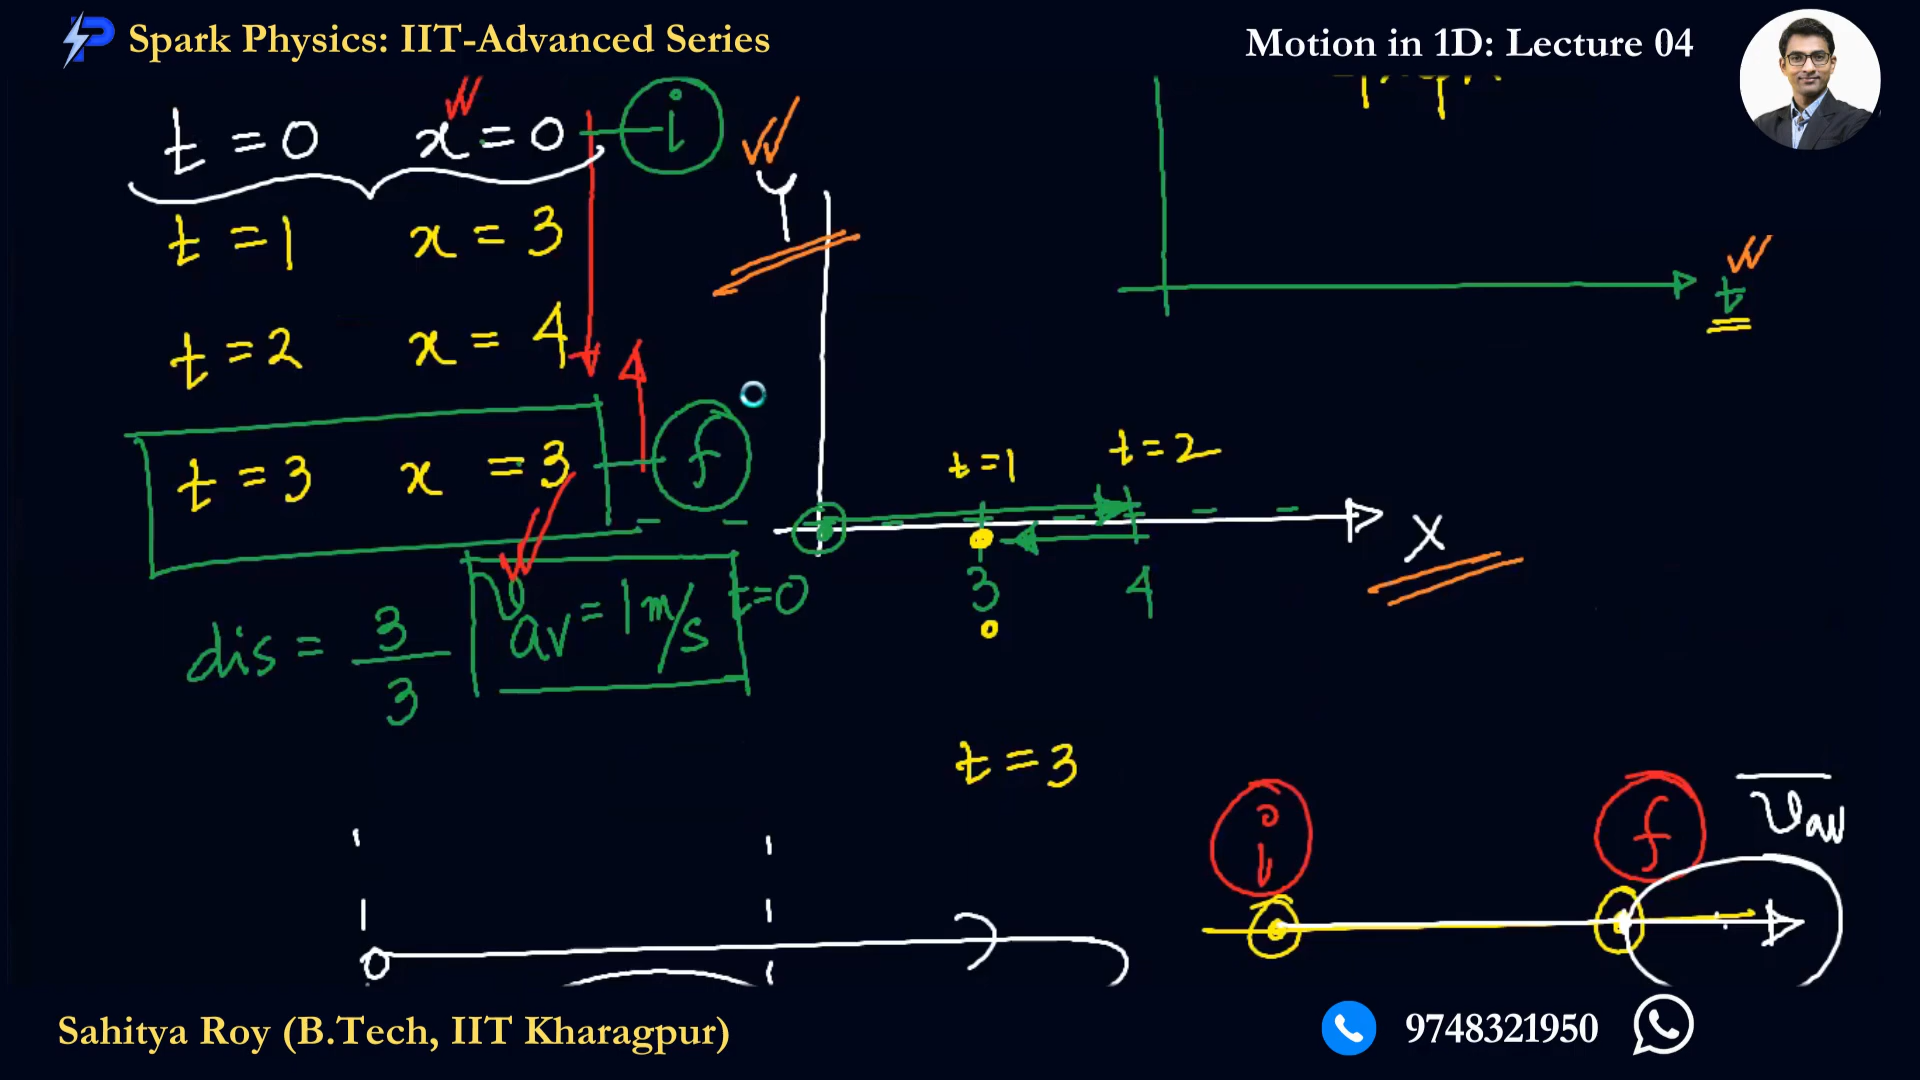 Spark Physics: IIT-Advanced Series
Motion in 1D: Lecture 04
t = 0 x = 0 i
Y
t = 1 x = 3
t
t = 2 x = 4
t = 3 x = 3 f
t = 1 t = 2
X
3 4
t = 0
dis = 3/3 v av = 1 m/s
t = 3
i f v av
Sahitya Roy (B.Tech, IIT Kharagpur)
9748321950